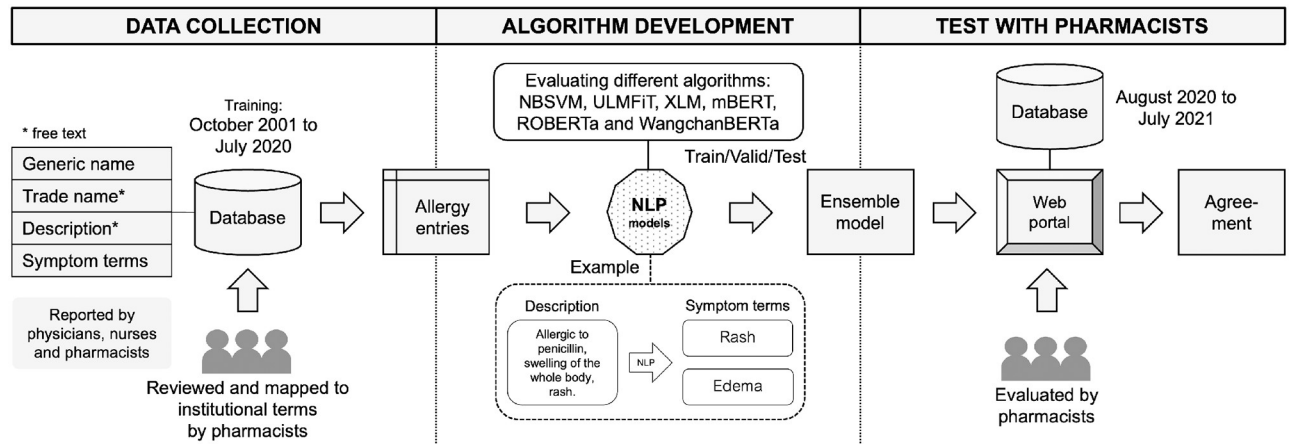 DATA COLLECTION
ALGORITHM DEVELOPMENT
TEST WITH PHARMACISTS
* free text
Generic name
Trade name*
Description*
Symptom terms
Reported by
physicians, nurses
and pharmacists
Training:
October 2001 to
July 2020
Database
Reviewed and mapped to
institutional terms
by pharmacists
Allergy
entries
Evaluating different algorithms:
NBSVM, ULMFiT, XLM, mBERT,
ROBERTa and WangchanBERTa
Train/Valid/Test
NLP
models
Example
Description
Allergic to
penicillin,
swelling of the
whole body,
rash.
NLP
Symptom terms
Rash
Edema
Ensemble
model
Database
August 2020 to
July 2021
Web
portal
Evaluated by
pharmacists
Agree-
ment